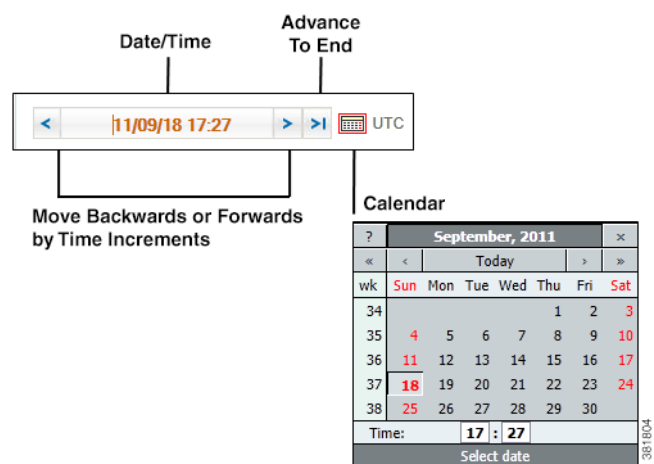 Date/Time
Advance
To End
< 11/09/18 17:27 > >| UTC
Move Backwards or Forwards
by Time Increments
Calendar
? September, 2011 ×
« ‹ Today › »
wk Sun Mon Tue Wed Thu Fri Sat
34 1 2 3
35 4 5 6 7 8 9 10
36 11 12 13 14 15 16 17
37 18 19 20 21 22 23 24
38 25 26 27 28 29 30
Time: 17 : 27
Select date
381804